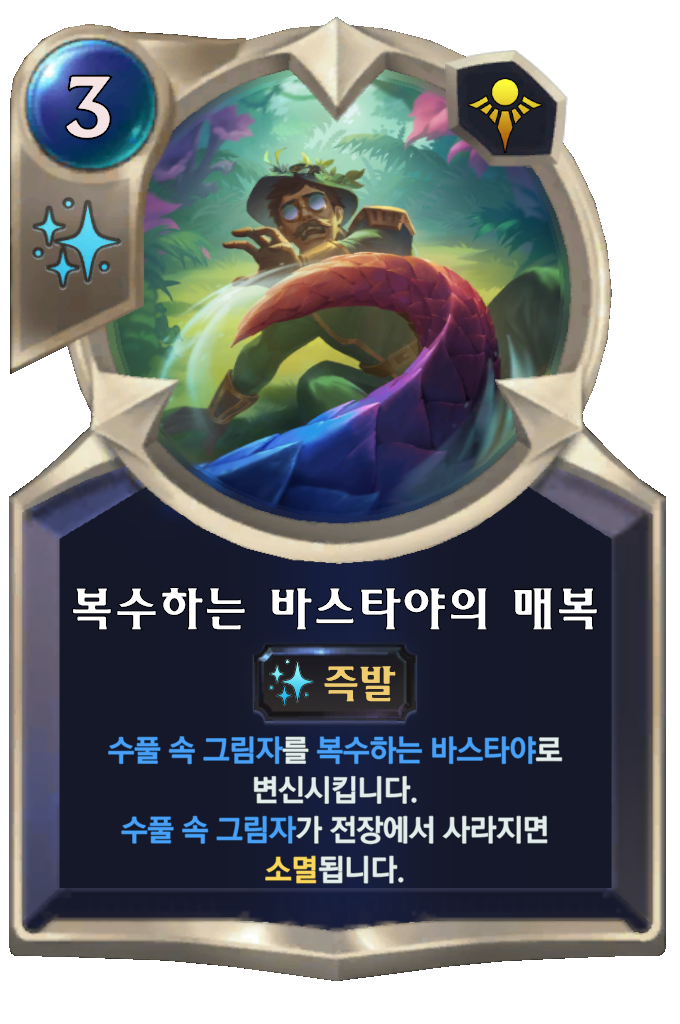 3
복수하는 바스타야의 매복
즉발
수풀 속 그림자를 복수하는 바스타야로
변신시킵니다.
수풀 속 그림자가 전장에서 사라지면
소멸됩니다.